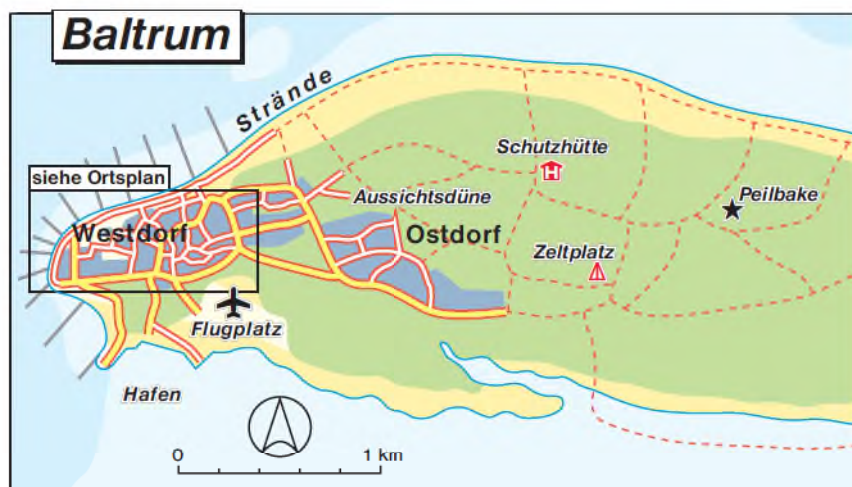 Baltrum
Strände
siehe Ortsplan
Schutzhütte
H
Aussichtsdüne
Peilbake
Westdorf
Ostdorf
Zeltplatz
Flugplatz
Hafen
0 1 km